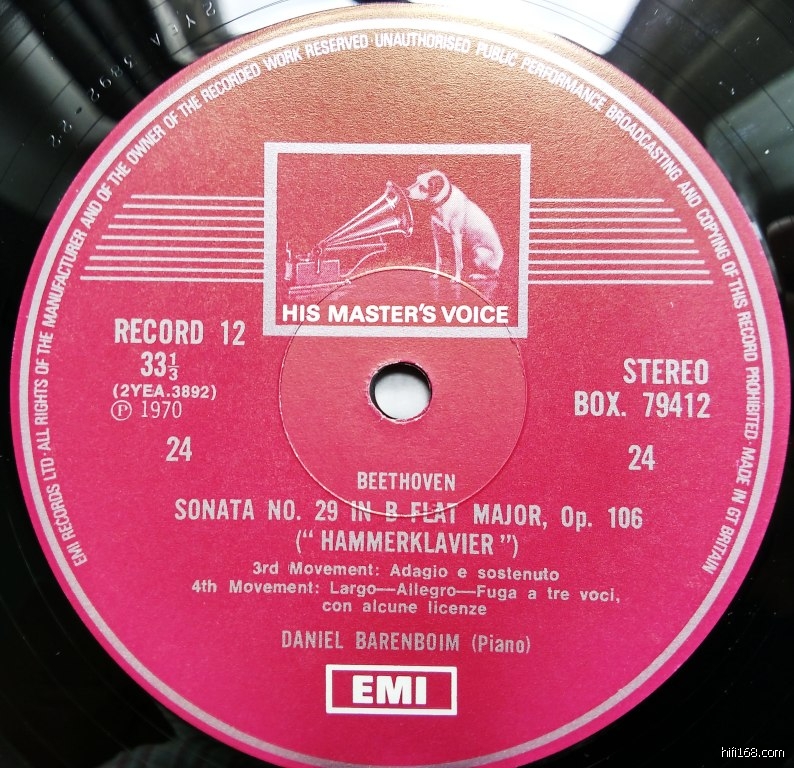 2YEA 3892
EMI RECORDS LTD·ALL RIGHTS OF THE MANUFACTURER AND OF THE OWNER OF THE RECORDED WORK RESERVED UNAUTHORISED PUBLIC PERFORMANCE BROADCASTING AND COPYING OF THIS RECORD PROHIBITED·MADE IN GT BRITAIN
HIS MASTER'S VOICE
RECORD 12
33⅓
(2YEA.3892)
Ⓟ 1970
24
STEREO
BOX. 79412
24
BEETHOVEN
SONATA NO. 29 IN B FLAT MAJOR, Op. 106
(“ HAMMERKLAVIER ”)
3rd Movement: Adagio e sostenuto
4th Movement: Largo—Allegro—Fuga a tre voci,
con alcune licenze
DANIEL BARENBOIM (Piano)
EMI
hifi168.com